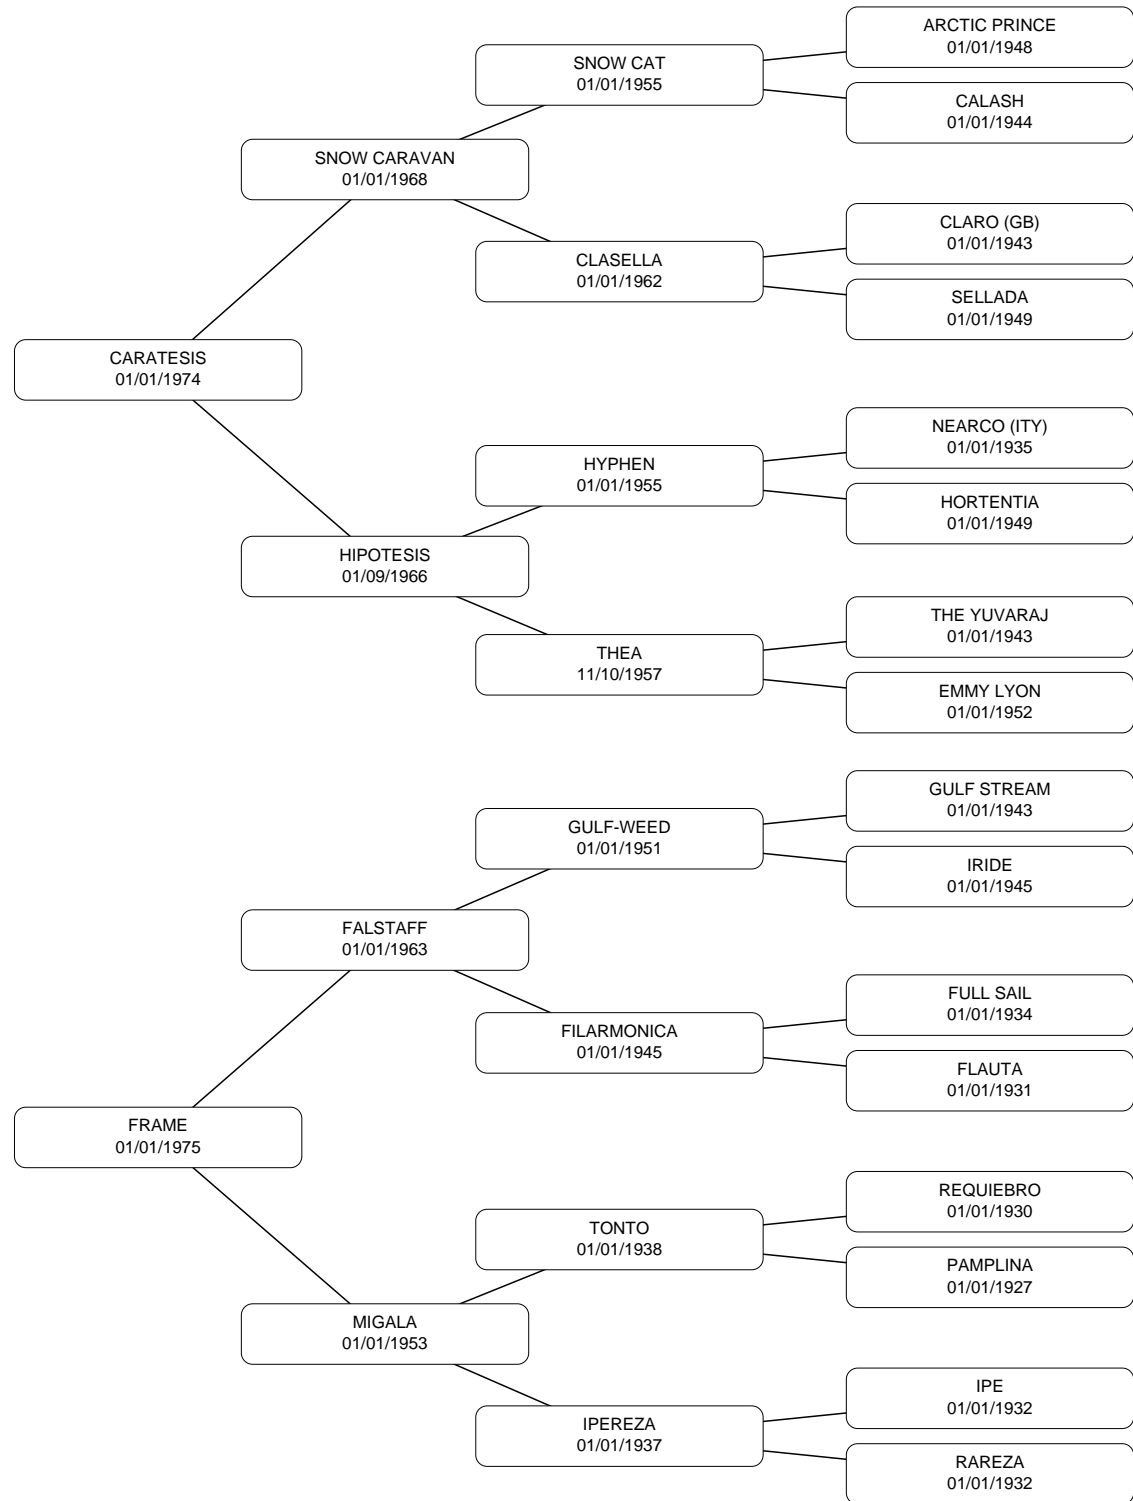 ARCTIC PRINCE
01/01/1948
SNOW CAT
01/01/1955
CALASH
01/01/1944
SNOW CARAVAN
01/01/1968
CLARO (GB)
01/01/1943
CLASELLA
01/01/1962
SELLADA
01/01/1949
CARATESIS
01/01/1974
NEARCO (ITY)
01/01/1935
HYPHEN
01/01/1955
HORTENTIA
01/01/1949
HIPOTESIS
01/09/1966
THE YUVARAJ
01/01/1943
THEA
11/10/1957
EMMY LYON
01/01/1952
GULF STREAM
01/01/1943
GULF-WEED
01/01/1951
IRIDE
01/01/1945
FALSTAFF
01/01/1963
FULL SAIL
01/01/1934
FILARMONICA
01/01/1945
FLAUTA
01/01/1931
FRAME
01/01/1975
REQUIEBRO
01/01/1930
TONTO
01/01/1938
PAMPLINA
01/01/1927
MIGALA
01/01/1953
IPE
01/01/1932
IPEREZA
01/01/1937
RAREZA
01/01/1932